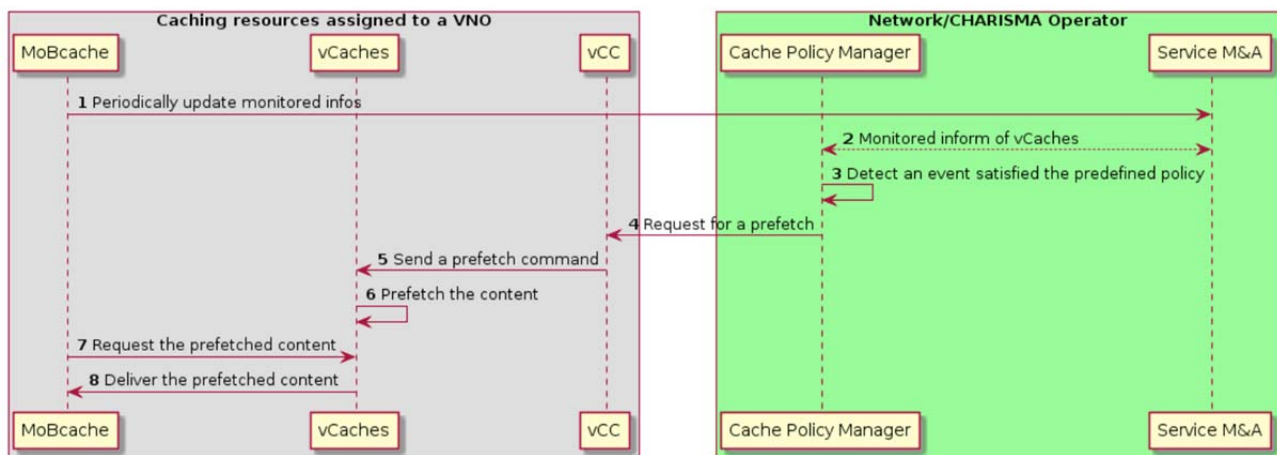 Caching resources assigned to a VNO
Network/CHARISMA Operator
MoBcache
vCaches
vCC
Cache Policy Manager
Service M&A
1 Periodically update monitored infos
2 Monitored inform of vCaches
3 Detect an event satisfied the predefined policy
4 Request for a prefetch
5 Send a prefetch command
6 Prefetch the content
7 Request the prefetched content
8 Deliver the prefetched content
MoBcache
vCaches
vCC
Cache Policy Manager
Service M&A